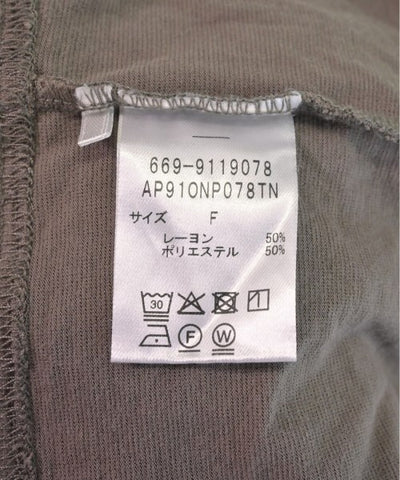 669-9119078
AP910NP078TN
サイズ F
レーヨン 50%
ポリエステル 50%
30
F W